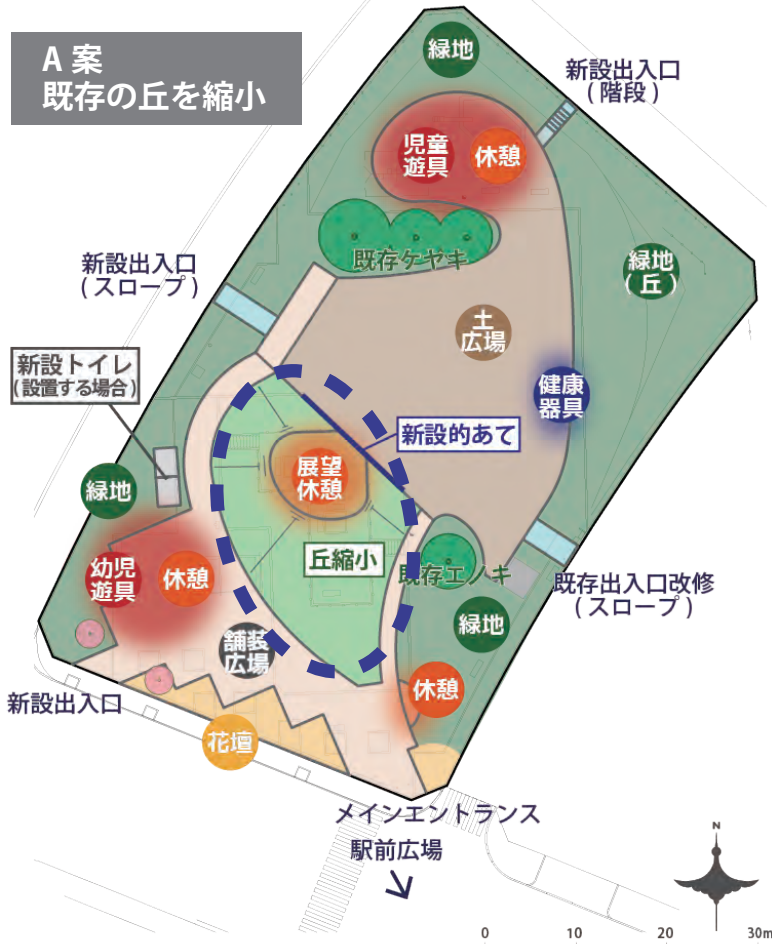 A 案
既存の丘を縮小
緑地
新設出入口
(階段)
児童
遊具
休憩
既存ケヤキ
新設出入口
(スロープ)
緑地
(丘)
土
広場
新設トイレ
(設置する場合)
健康
器具
新設的あて
展望
休憩
緑地
丘縮小
幼児
遊具
休憩
既存エノキ
既存出入口改修
(スロープ)
緑地
舗装
広場
休憩
新設出入口
花壇
メインエントランス
駅前広場
N
0 10 20 30m